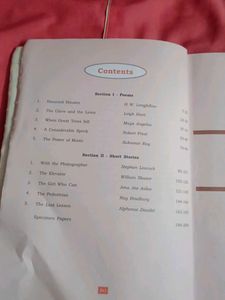 Contents
Section I - Poems
1. Haunted Houses H.W. Longfellow
2. The Glove and the Lions Leigh Hunt
3. When Great Trees Fall Maya Angelou
4. A Considerable Speck Robert Frost
5. The Power of Music Sukumar Ray
Section II - Short Stories
1. With the Photographer Stephen Leacock
2. The Elevator William Sleator
3. The Girl Who Can Ama Ata Aidoo
4. The Pedestrian Ray Bradbury
5. The Last Lesson Alphonse Daudet
Specimen Papers